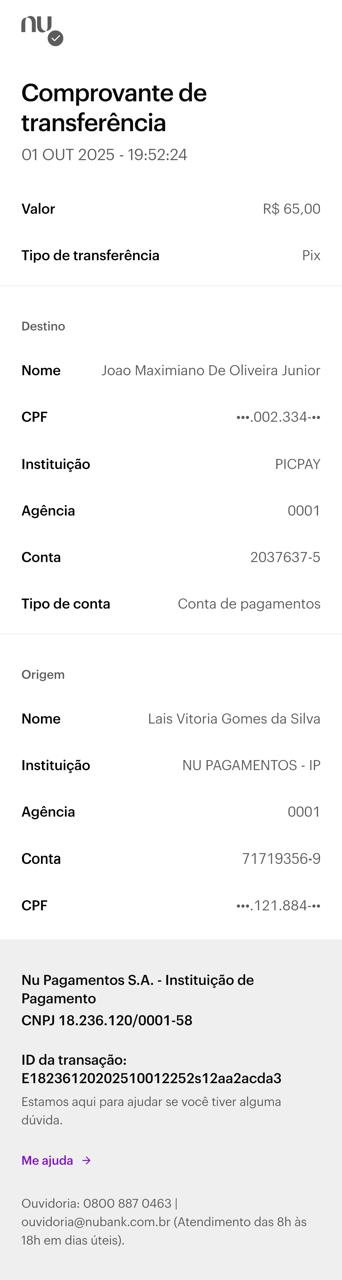 nu
Comprovante de
transferência
01 OUT 2025 - 19:52:24
Valor R$ 65,00
Tipo de transferência Pix
Destino
Nome Joao Maximiano De Oliveira Junior
CPF •••.002.334-••
Instituição PICPAY
Agência 0001
Conta 2037637-5
Tipo de conta Conta de pagamentos
Origem
Nome Lais Vitoria Gomes da Silva
Instituição NU PAGAMENTOS - IP
Agência 0001
Conta 71719356-9
CPF •••.121.884-••
Nu Pagamentos S.A. - Instituição de
Pagamento
CNPJ 18.236.120/0001-58
ID da transação:
E18236120202510012252s12aa2acda3
Estamos aqui para ajudar se você tiver alguma
dúvida.
Me ajuda →
Ouvidoria: 0800 887 0463 |
ouvidoria@nubank.com.br (Atendimento das 8h às
18h em dias úteis).